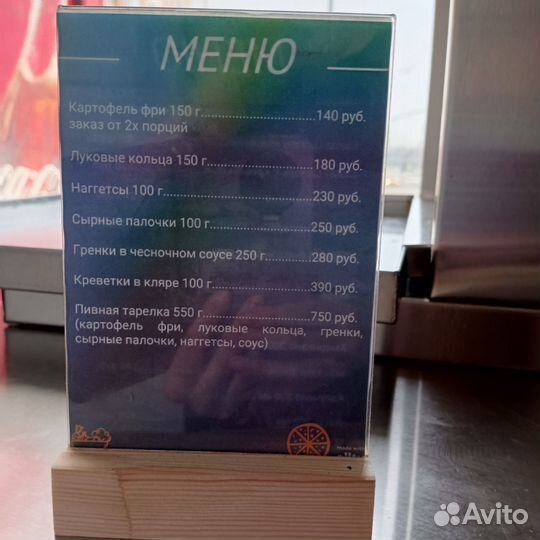 МЕНЮ
Картофель фри 150 г..............................140 руб.
заказ от 2х порций
Луковые кольца 150 г...........................180 руб.
Наггетсы 100 г......................................230 руб.
Сырные палочки 100 г..........................250 руб.
Гренки в чесночном соусе 250 г............280 руб.
Креветки в кляре 100 г.........................390 руб.
Пивная тарелка 550 г............................750 руб.
(картофель фри, луковые кольца, гренки,
сырные палочки, наггетсы, соус)
Avito